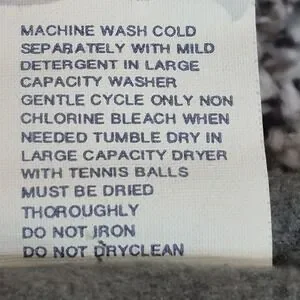 MACHINE WASH COLD
SEPARATELY WITH MILD
DETERGENT IN LARGE
CAPACITY WASHER
GENTLE CYCLE ONLY NON
CHLORINE BLEACH WHEN
NEEDED TUMBLE DRY IN
LARGE CAPACITY DRYER
WITH TENNIS BALLS
MUST BE DRIED
THOROUGHLY
DO NOT IRON
DO NOT DRYCLEAN